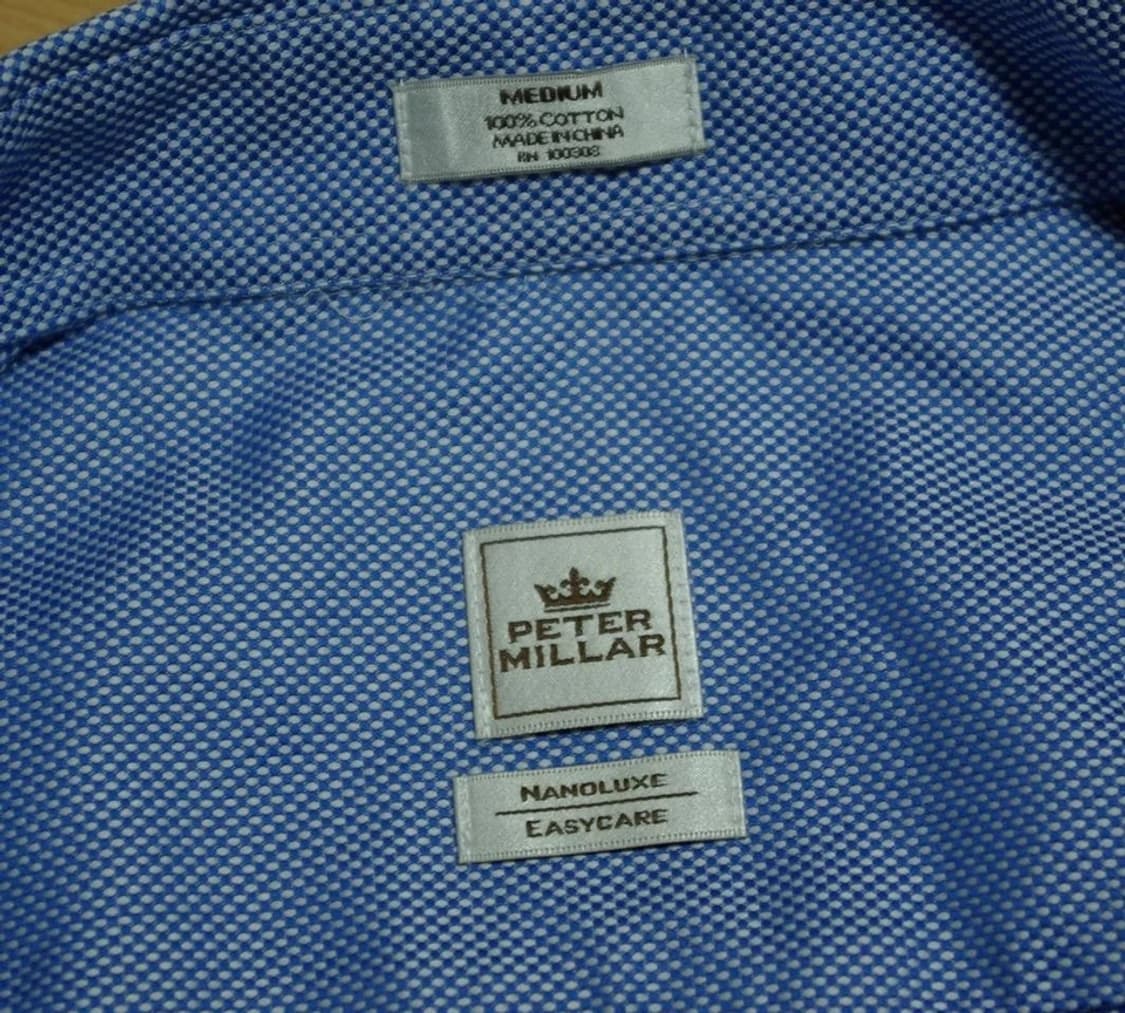 MEDIUM
100% COTTON
MADE IN CHINA
RN 100308
PETER
MILLAR
NANOLUXE
EASYCARE